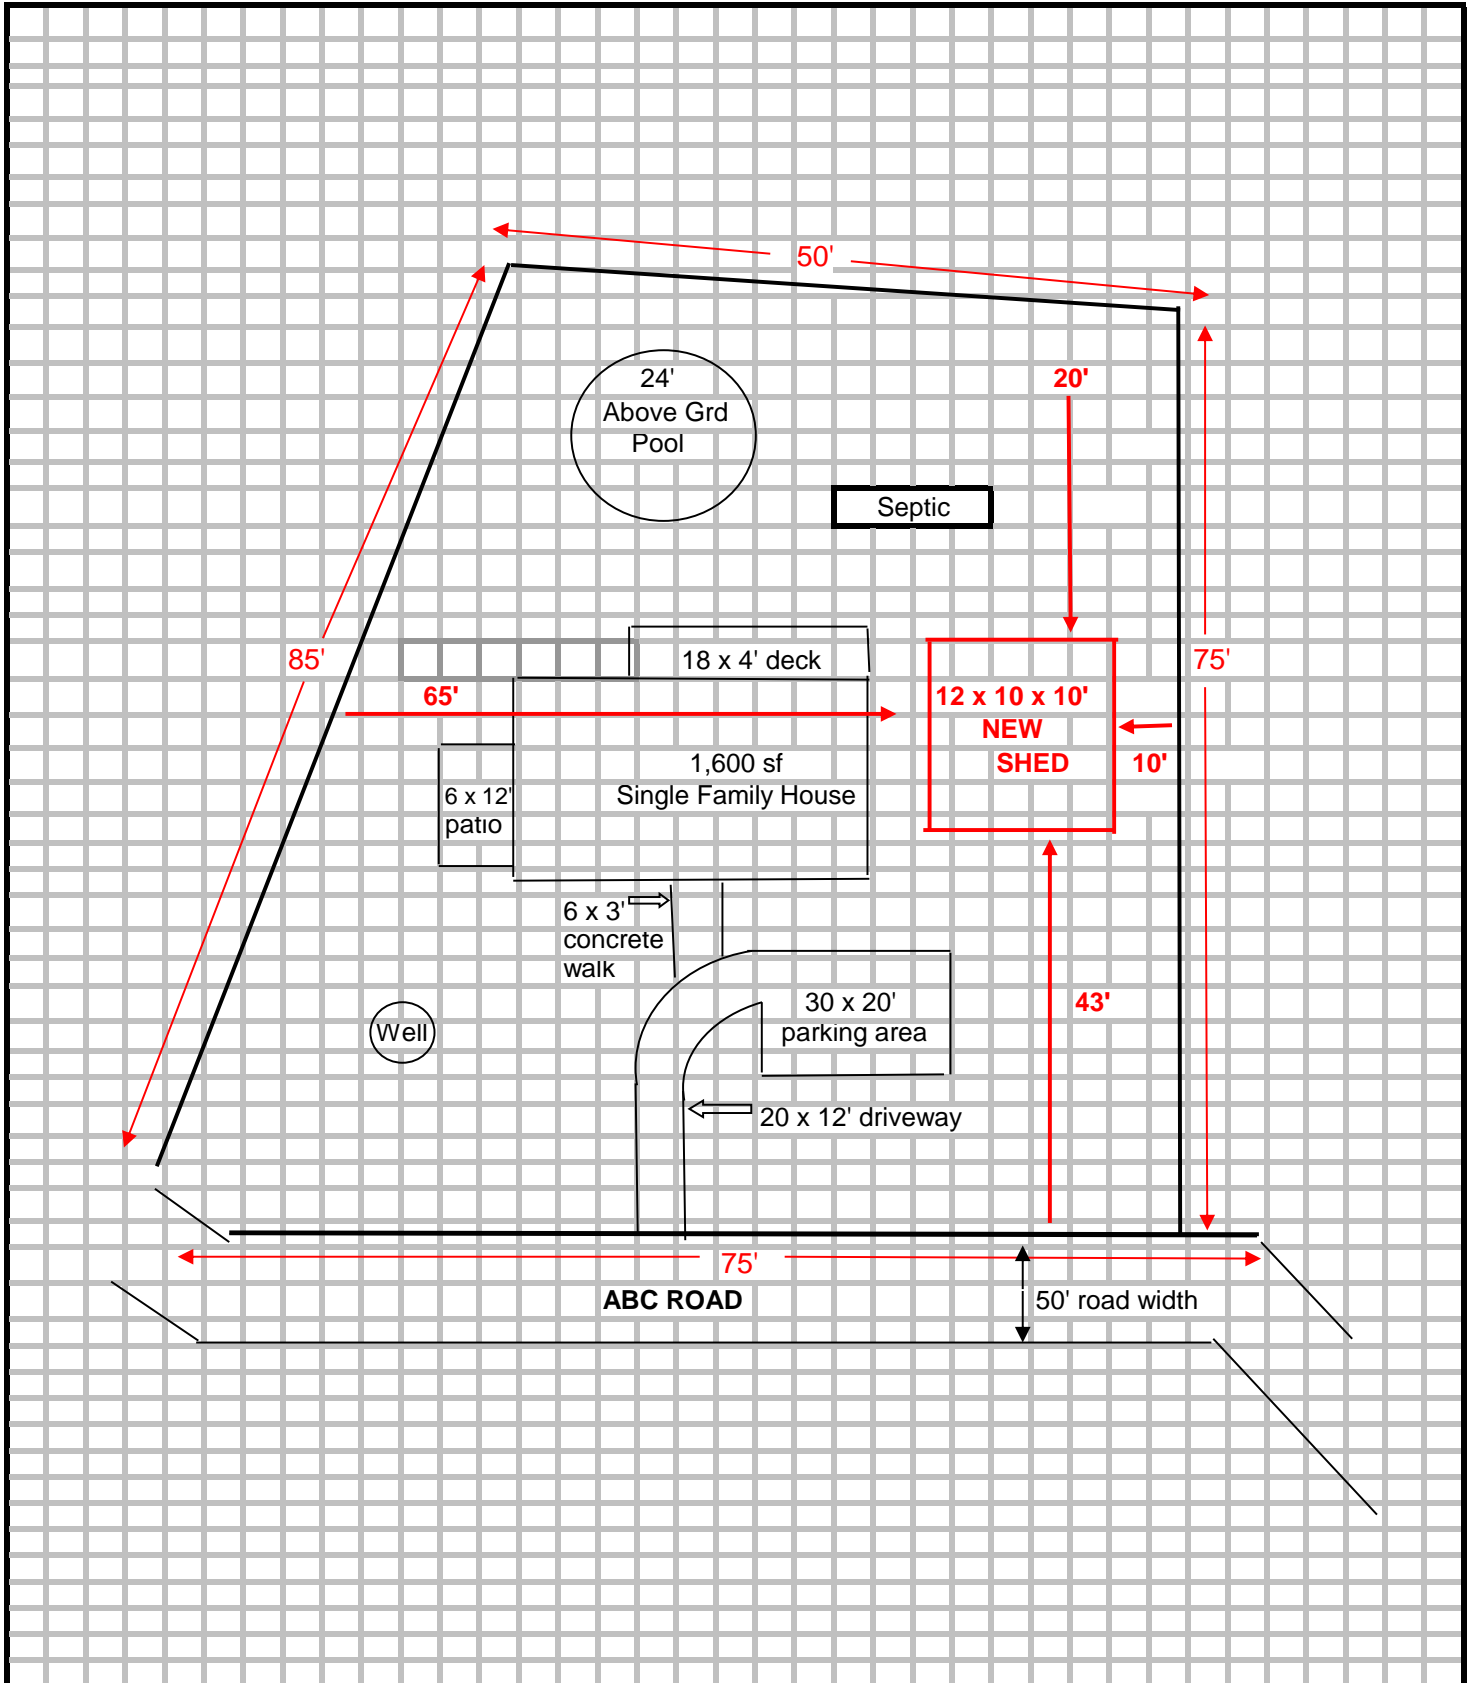 50'
24'
Above Grd
Pool
20'
Septic
85'
18 x 4' deck
75'
65'
12 x 10 x 10'
NEW
SHED
10'
1,600 sf
Single Family House
6 x 12'
patio
6 x 3'
concrete
walk
Well
30 x 20'
parking area
43'
20 x 12' driveway
75'
ABC ROAD
50' road width